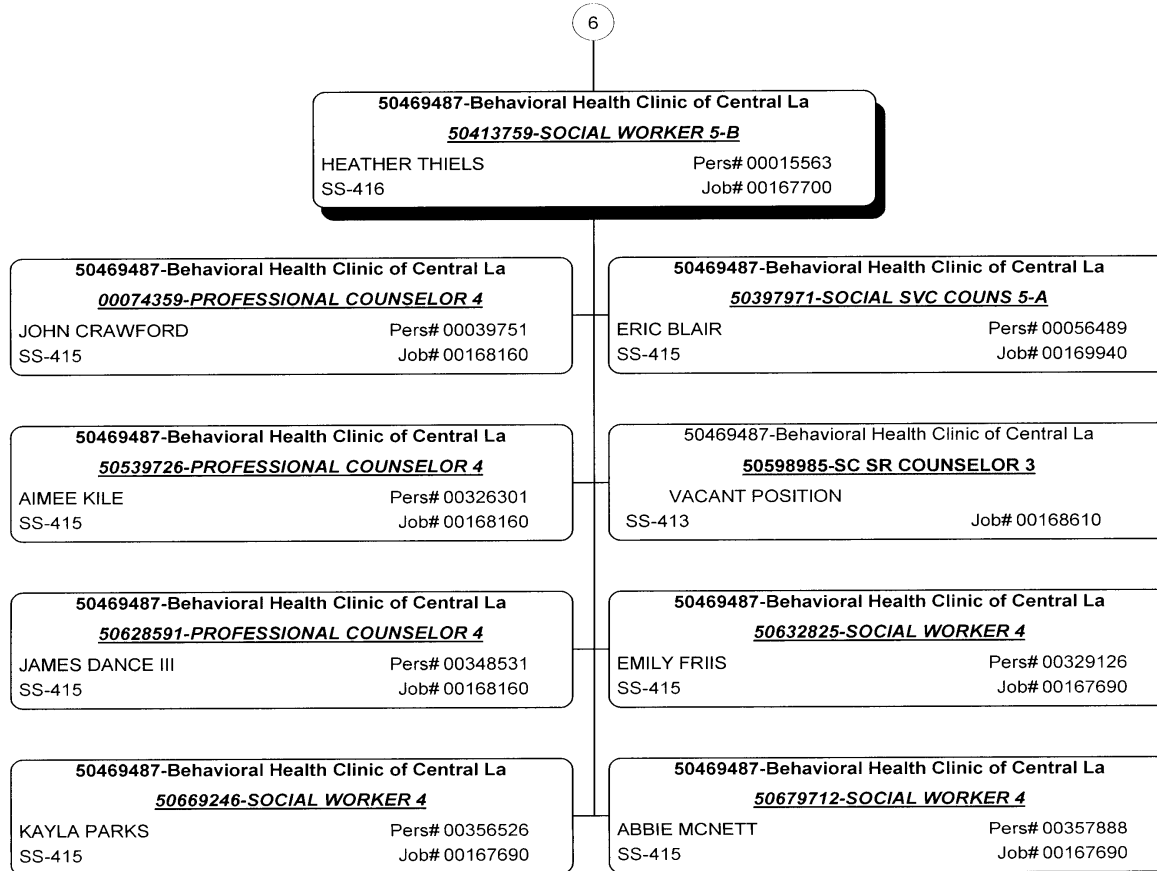 6
50469487-Behavioral Health Clinic of Central La
50413759-SOCIAL WORKER 5-B
HEATHER THIELS Pers# 00015563
SS-416 Job# 00167700
50469487-Behavioral Health Clinic of Central La
00074359-PROFESSIONAL COUNSELOR 4
JOHN CRAWFORD Pers# 00039751
SS-415 Job# 00168160
50469487-Behavioral Health Clinic of Central La
50397971-SOCIAL SVC COUNS 5-A
ERIC BLAIR Pers# 00056489
SS-415 Job# 00169940
50469487-Behavioral Health Clinic of Central La
50539726-PROFESSIONAL COUNSELOR 4
AIMEE KILE Pers# 00326301
SS-415 Job# 00168160
50469487-Behavioral Health Clinic of Central La
50598985-SC SR COUNSELOR 3
VACANT POSITION
SS-413 Job# 00168610
50469487-Behavioral Health Clinic of Central La
50628591-PROFESSIONAL COUNSELOR 4
JAMES DANCE III Pers# 00348531
SS-415 Job# 00168160
50469487-Behavioral Health Clinic of Central La
50632825-SOCIAL WORKER 4
EMILY FRIIS Pers# 00329126
SS-415 Job# 00167690
50469487-Behavioral Health Clinic of Central La
50669246-SOCIAL WORKER 4
KAYLA PARKS Pers# 00356526
SS-415 Job# 00167690
50469487-Behavioral Health Clinic of Central La
50679712-SOCIAL WORKER 4
ABBIE MCNETT Pers# 00357888
SS-415 Job# 00167690